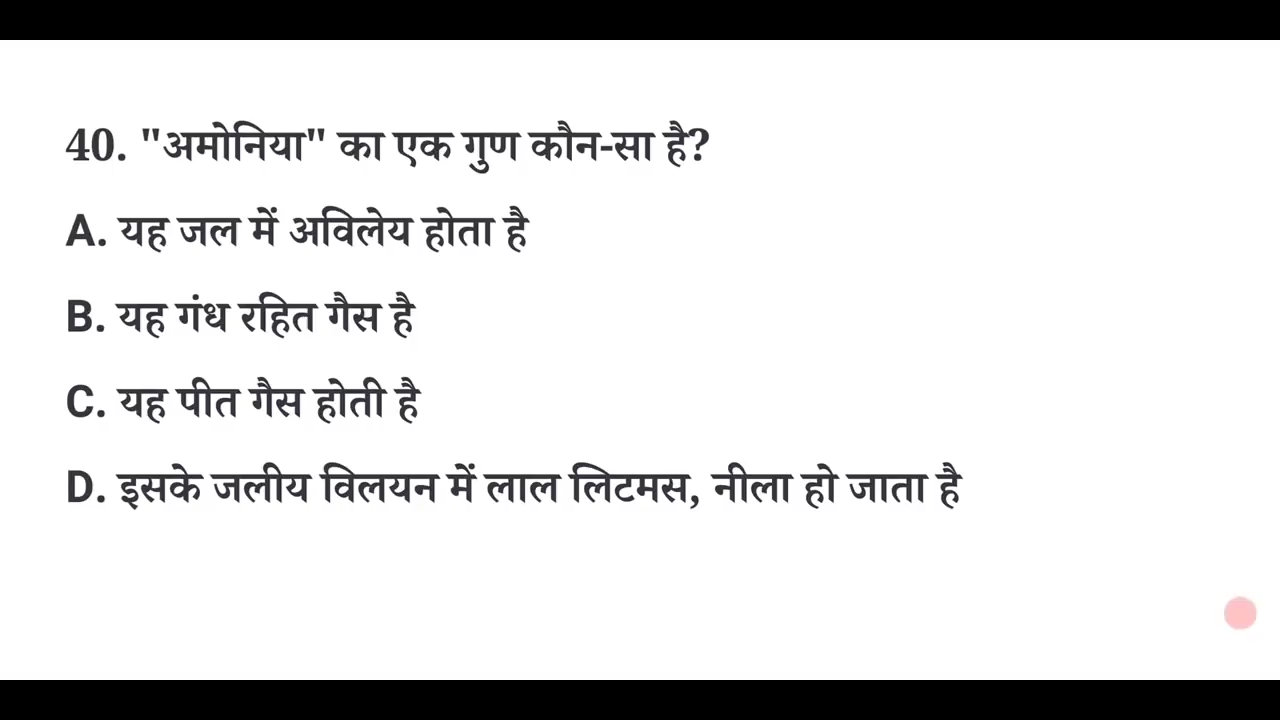 40. "अमोनिया" का एक गुण कौन-सा है?
A. यह जल में अविलेय होता है
B. यह गंध रहित गैस है
C. यह पीत गैस होती है
D. इसके जलीय विलयन में लाल लिटमस, नीला हो जाता है